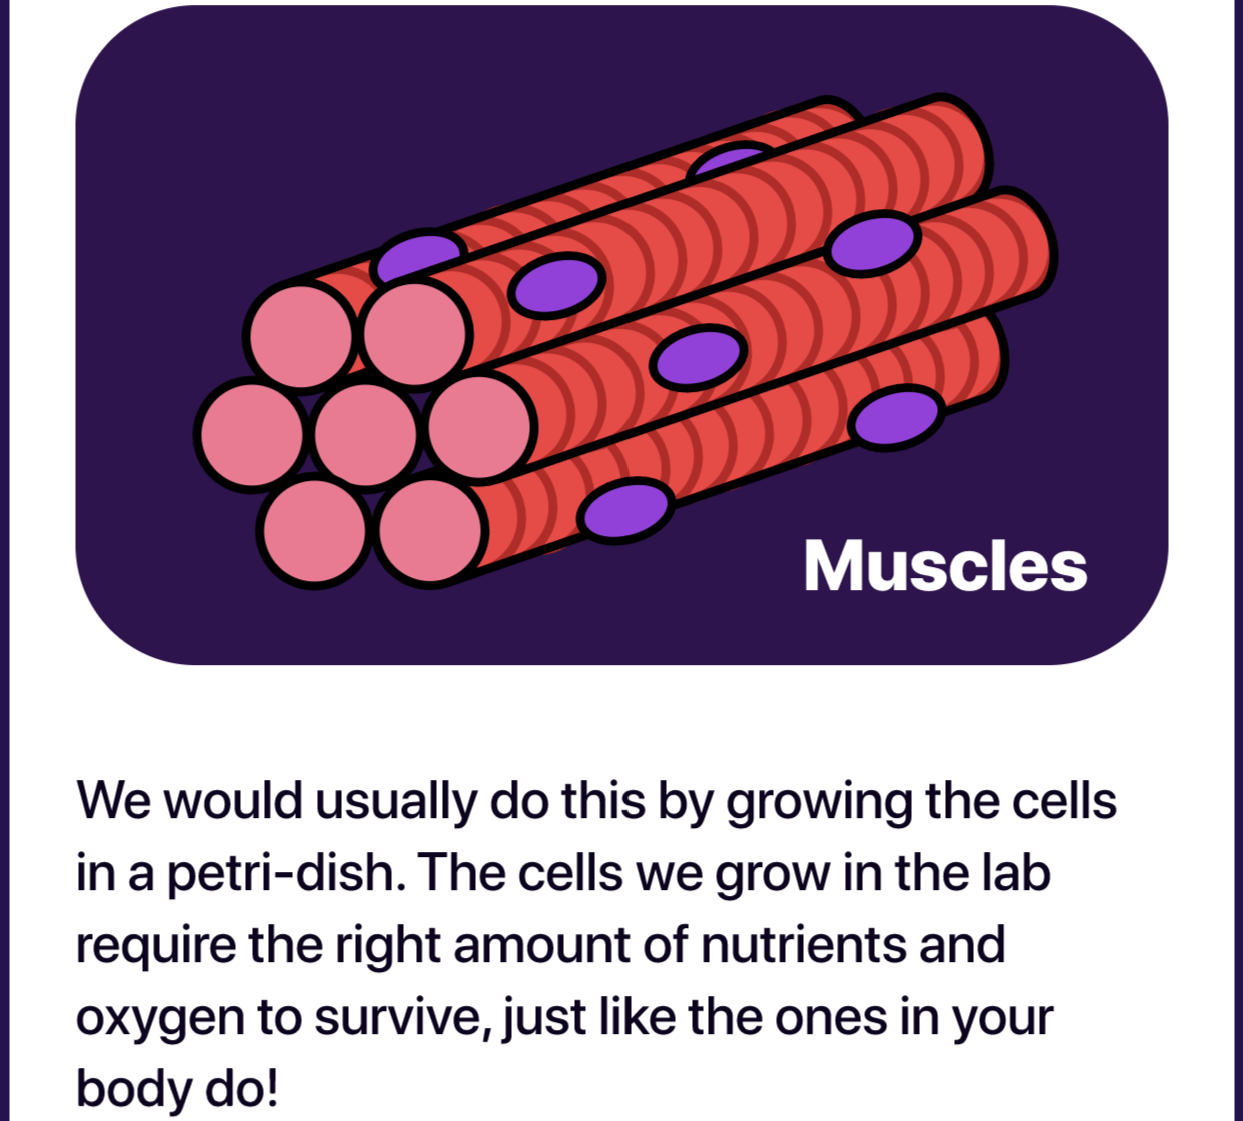 Muscles
We would usually do this by growing the cells
in a petri-dish. The cells we grow in the lab
require the right amount of nutrients and
oxygen to survive, just like the ones in your
body do!